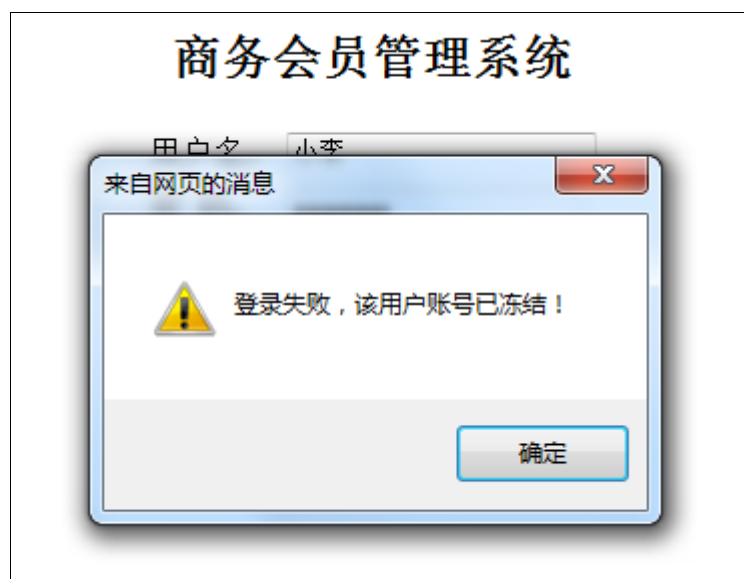 商务会员管理系统
用户名
小李
来自网页的消息
登录失败，该用户账号已冻结！
确定